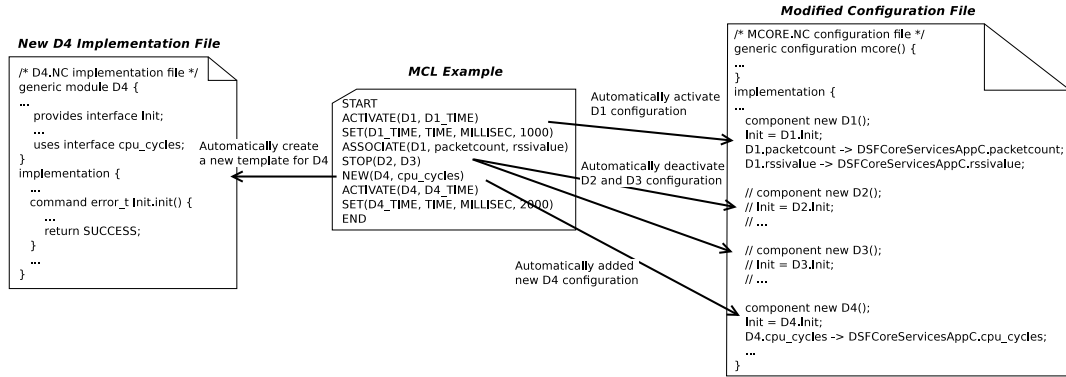 New D4 Implementation File
/* D4.NC implementation file */
generic module D4 {
...
provides interface Init;
...
uses interface cpu_cycles;
}
implementation {
...
command error_t Init.init() {
...
return SUCCESS;
}
...
}
Automatically create
a new template for D4
MCL Example
START
ACTIVATE(D1, D1_TIME)
SET(D1_TIME, TIME, MILLISEC, 1000)
ASSOCIATE(D1, packetcount, rssivalue)
STOP(D2, D3)
NEW(D4, cpu_cycles)
ACTIVATE(D4, D4_TIME)
SET(D4_TIME, TIME, MILLISEC, 2000)
END
Automatically activate
D1 configuration
Automatically deactivate
D2 and D3 configuration
Automatically added
new D4 configuration
Modified Configuration File
/* MCORE.NC configuration file */
generic configuration mcore() {
...
}
implementation {
...
component new D1();
Init = D1.Init;
D1.packetcount -> DSFCoreServicesAppC.packetcount;
D1.rssivalue -> DSFCoreServicesAppC.rssivalue;
// component new D2();
// Init = D2.Init;
// ...
// component new D3();
// Init = D3.Init;
// ...
component new D4();
Init = D4.Init;
D4.cpu_cycles -> DSFCoreServicesAppC.cpu_cycles;
...
}